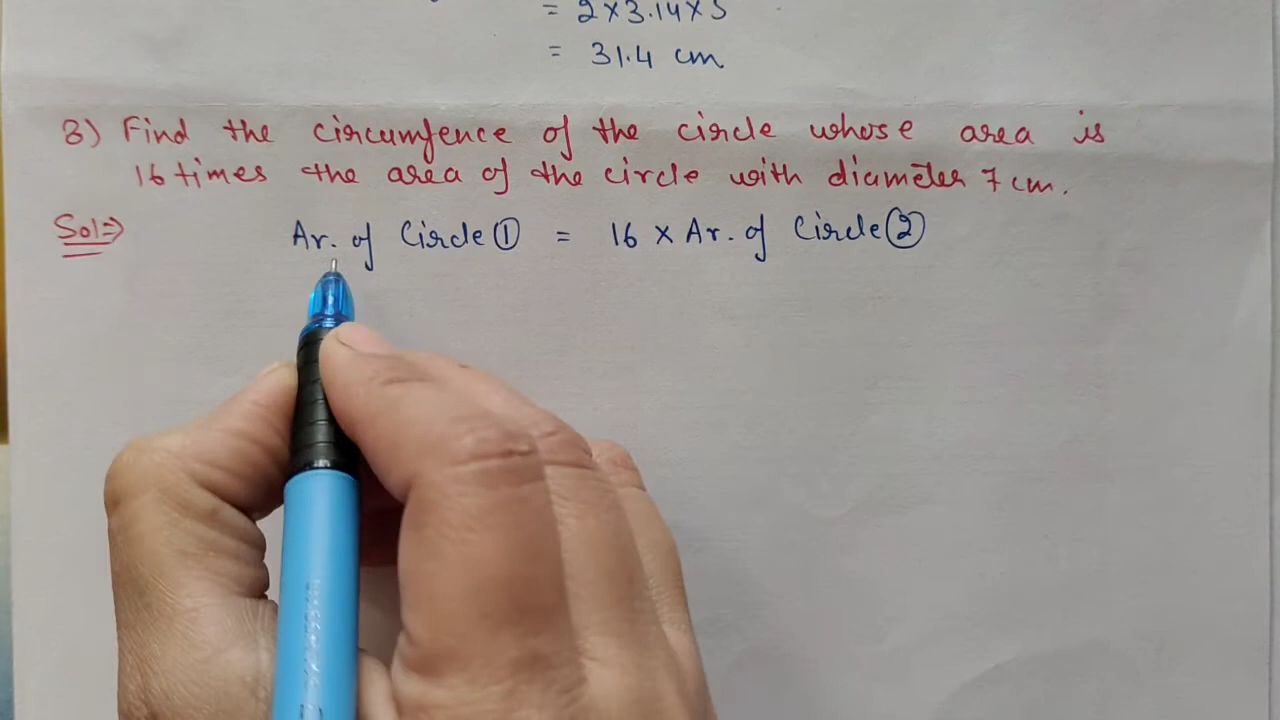 = 2×3.14×5
= 31.4 cm
3) Find the circumfence of the circle whose area is
16 times the area of the circle with diameter 7 cm.
Sol⇒ Ar. of Circle ① = 16 × Ar. of Circle ②